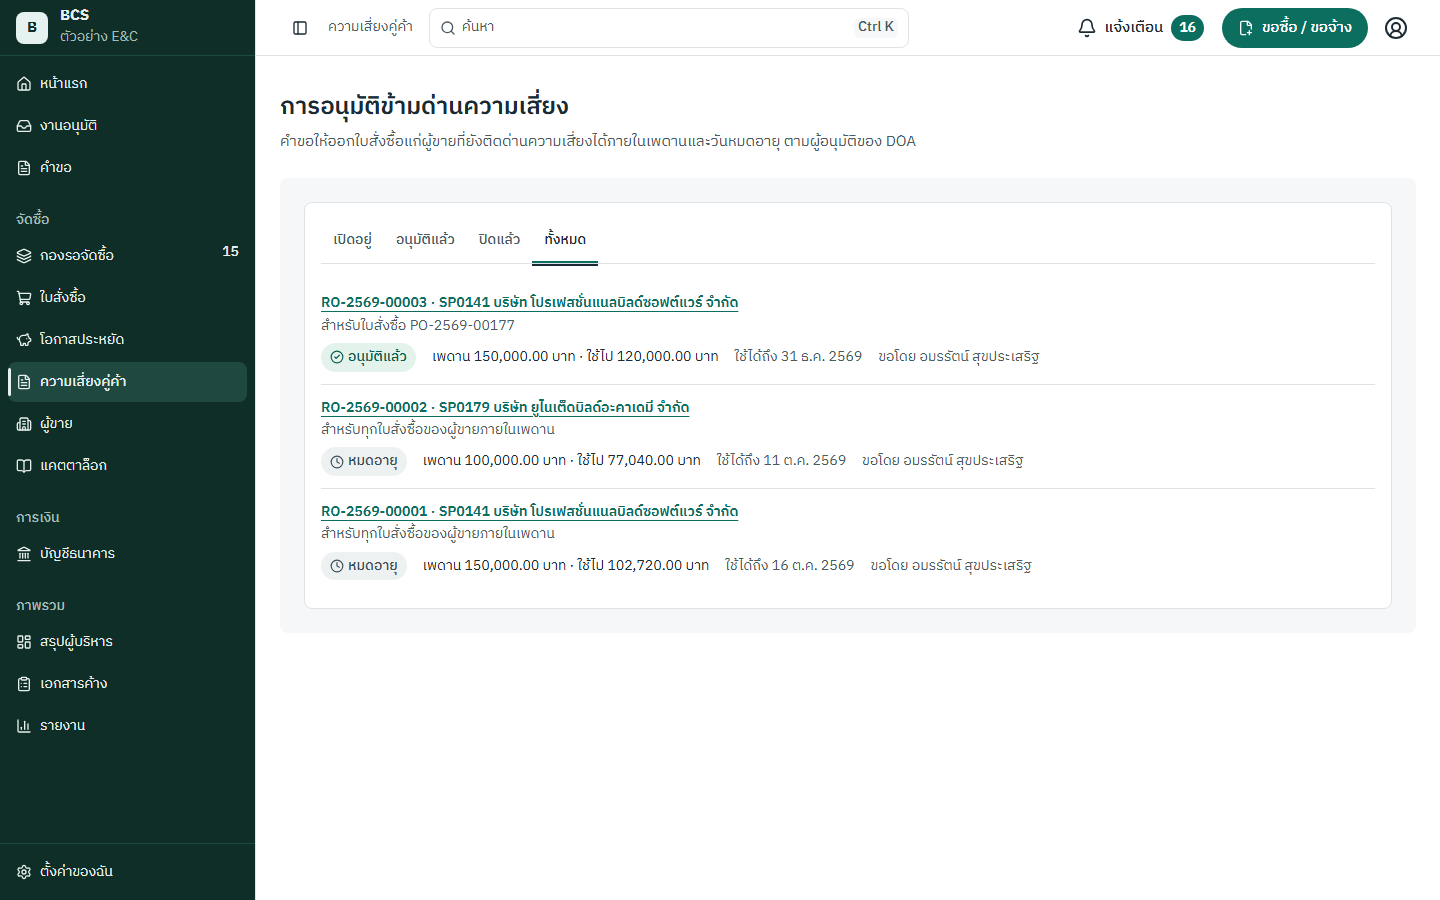 B
BCS
ตัวอย่าง E&C
หน้าแรก
งานอนุมัติ
คำขอ
จัดซื้อ
กองรอจัดซื้อ 15
ใบสั่งซื้อ
โอกาสประหยัด
ความเสี่ยงคู่ค้า
ผู้ขาย
แคตตาล็อก
การเงิน
บัญชีธนาคาร
ภาพรวม
สรุปผู้บริหาร
เอกสารค้าง
รายงาน
ตั้งค่าของฉัน
ความเสี่ยงคู่ค้า
ค้นหา Ctrl K
แจ้งเตือน 16
ขอซื้อ / ขอจ้าง
การอนุมัติข้ามด่านความเสี่ยง
คำขอให้ออกใบสั่งซื้อแก่ผู้ขายที่ยังติดด่านความเสี่ยงได้ภายในเพดานและวันหมดอายุ ตามผู้อนุมัติของ DOA
เปิดอยู่ อนุมัติแล้ว ปิดแล้ว ทั้งหมด
RO-2569-00003 · SP0141 บริษัท โปรเฟสชั่นแนลบิลด์ซอฟต์แวร์ จำกัด
สำหรับใบสั่งซื้อ PO-2569-00177
อนุมัติแล้ว เพดาน 150,000.00 บาท · ใช้ไป 120,000.00 บาท ใช้ได้ถึง 31 ธ.ค. 2569 ขอโดย อมรรัตน์ สุขประเสริฐ
RO-2569-00002 · SP0179 บริษัท ยูไนเต็ดบิลด์อะคาเดมี จำกัด
สำหรับทุกใบสั่งซื้อของผู้ขายภายในเพดาน
หมดอายุ เพดาน 100,000.00 บาท · ใช้ไป 77,040.00 บาท ใช้ได้ถึง 11 ต.ค. 2569 ขอโดย อมรรัตน์ สุขประเสริฐ
RO-2569-00001 · SP0141 บริษัท โปรเฟสชั่นแนลบิลด์ซอฟต์แวร์ จำกัด
สำหรับทุกใบสั่งซื้อของผู้ขายภายในเพดาน
หมดอายุ เพดาน 150,000.00 บาท · ใช้ไป 102,720.00 บาท ใช้ได้ถึง 16 ต.ค. 2569 ขอโดย อมรรัตน์ สุขประเสริฐ